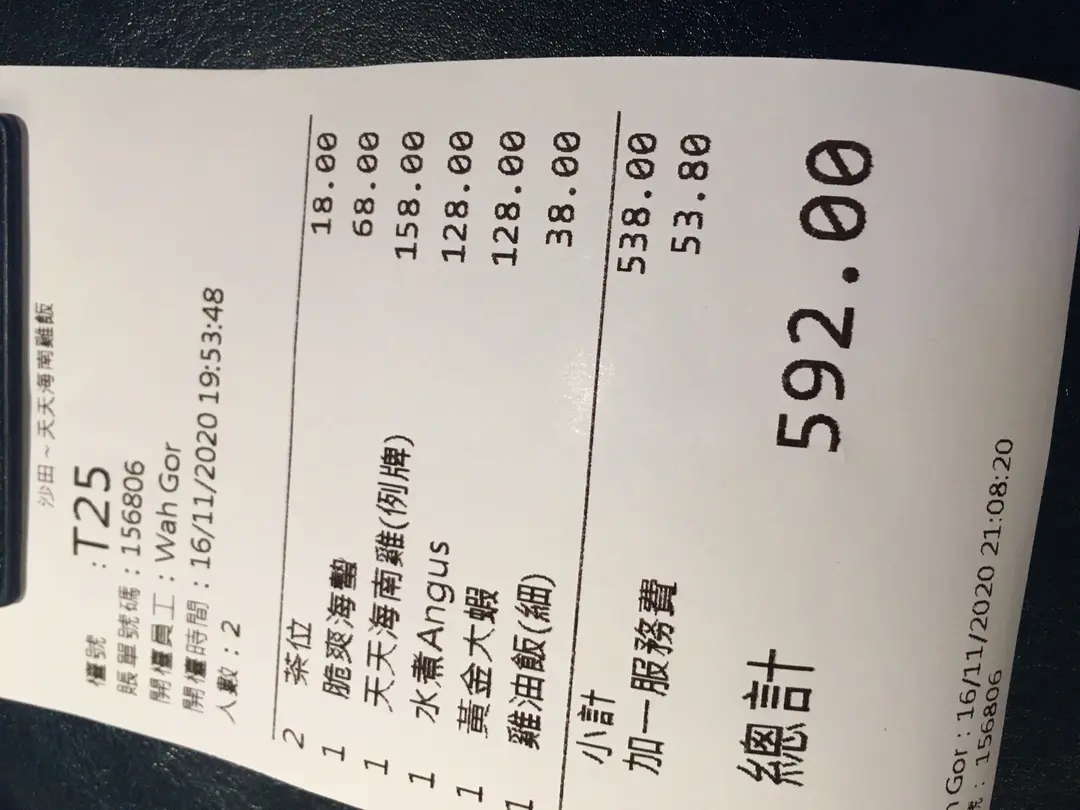 沙田~天天海南雞飯
檯號 : T25
賬單號碼 : 156806
開檯員工 : Wah Gor
開檯時間 : 16/11/2020 19:53:48
人數 : 2
2 茶位 18.00
1 脆爽海蜇 68.00
1 天天海南雞(例牌) 158.00
1 水煮Angus 128.00
1 黃金大蝦 128.00
1 雞油飯(細) 38.00
小計 538.00
加一服務費 53.80
總計 592.00
Gor : 16/11/2020 21:08:20
號 : 156806